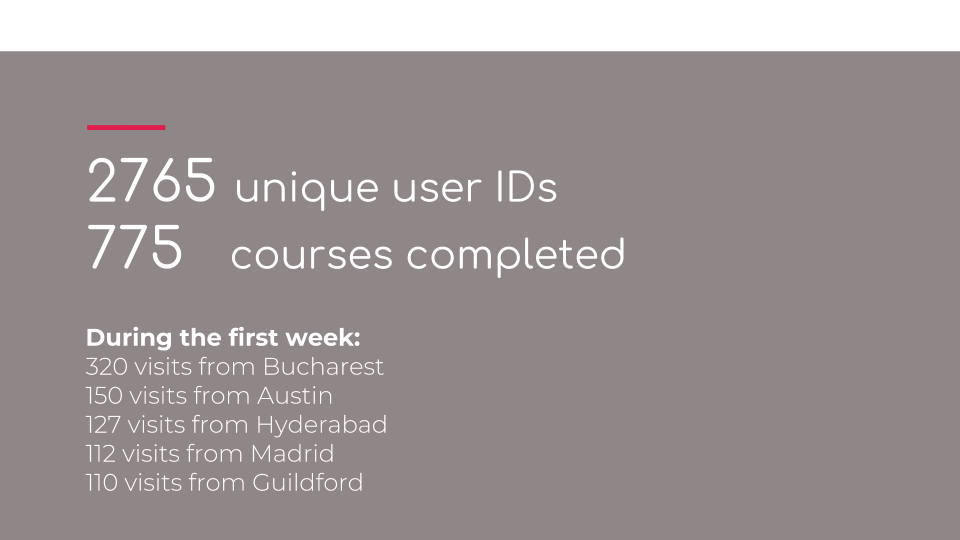 2765 unique user IDs
775 courses completed
During the first week:
320 visits from Bucharest
150 visits from Austin
127 visits from Hyderabad
112 visits from Madrid
110 visits from Guildford